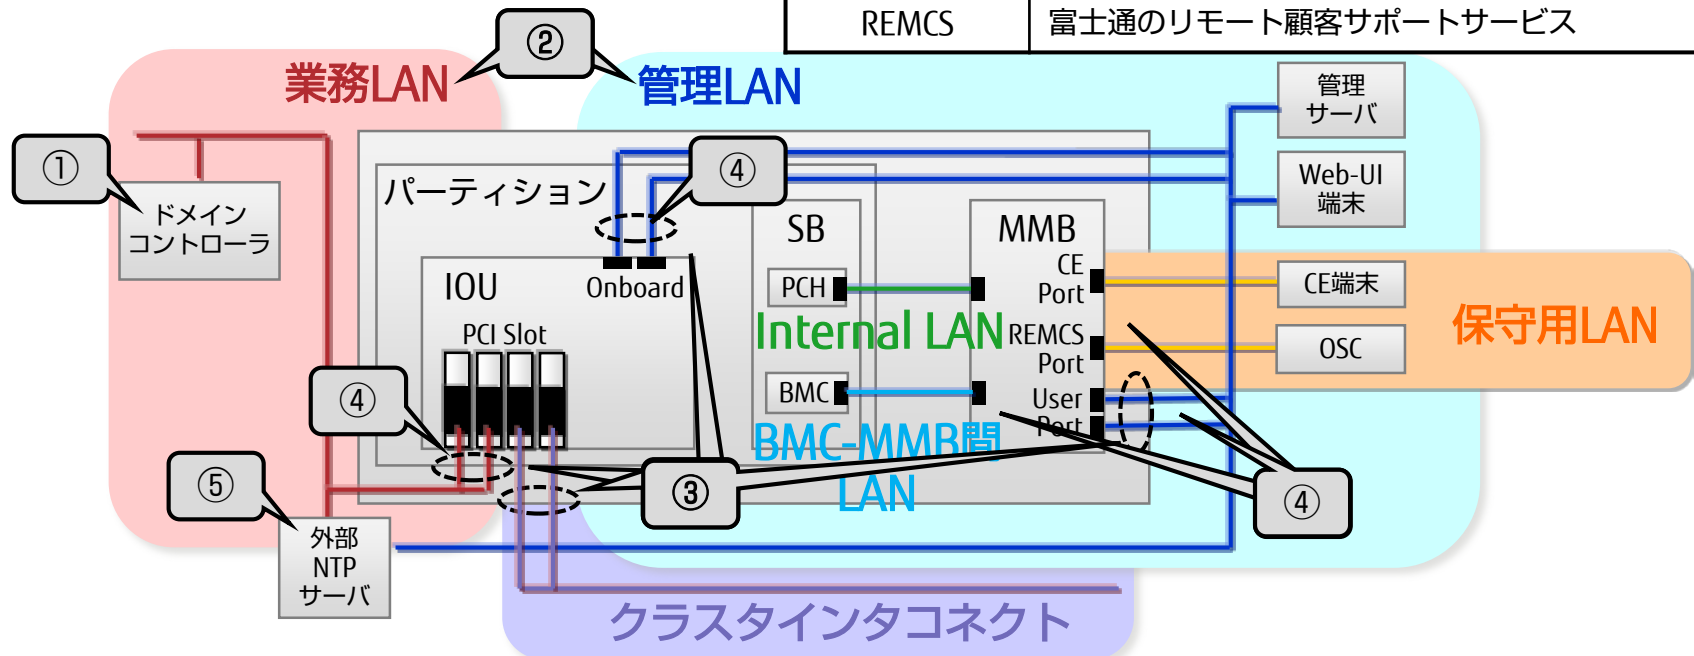 REMCS
富士通のリモート顧客サポートサービス
②
業務LAN
管理LAN
管理
サーバ
①
ドメイン
コントローラ
パーティション
④
Web-UI
端末
SB
MMB
IOU
Onboard
PCH
CE
Port
CE端末
PCI Slot
Internal LAN
REMCS
Port
OSC
保守用LAN
④
BMC
User
Port
BMC-MMB間
LAN
⑤
③
④
外部
NTP
サーバ
クラスタインタコネクト